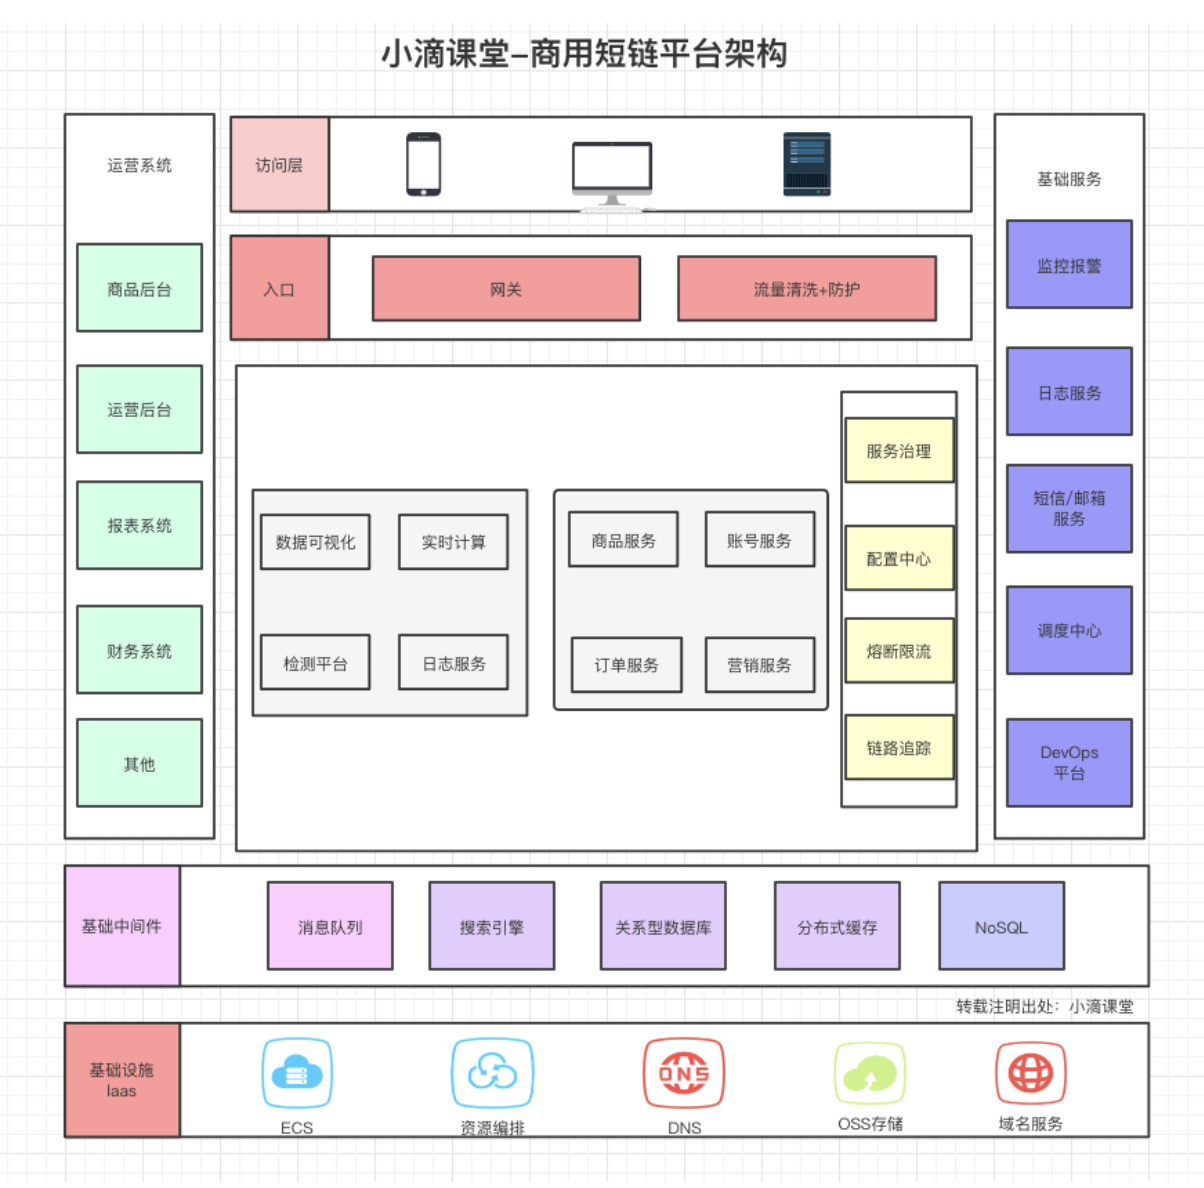 小滴课堂–商用短链平台架构
运营系统
商品后台
运营后台
报表系统
财务系统
其他
访问层
入口
网关
流量清洗+防护
数据可视化
实时计算
检测平台
日志服务
商品服务
账号服务
订单服务
营销服务
服务治理
配置中心
熔断限流
链路追踪
基础服务
监控报警
日志服务
短信/邮箱
服务
调度中心
DevOps
平台
基础中间件
消息队列
搜索引擎
关系型数据库
分布式缓存
NoSQL
转载注明出处：小滴课堂
基础设施
Iaas
ECS
资源编排
DNS
DNS
OSS存储
域名服务